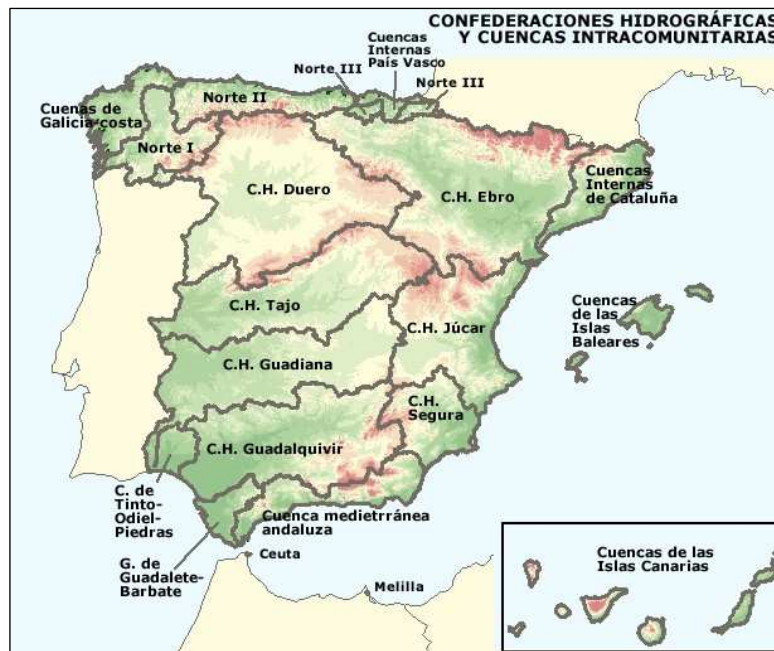 CONFEDERACIONES HIDROGRÁFICAS
Y CUENCAS INTRACOMUNITARIAS
Cuencas
Internas
País Vasco
Norte III
Norte III
Norte II
Cuenas de
Galicia costa
Norte I
C.H. Duero
C.H. Ebro
Cuencas
Internas
de Cataluña
C.H. Tajo
Cuencas
de las
Islas
Baleares
C.H. Júcar
C.H. Guadiana
C.H.
Segura
C.H. Guadalquivir
C. de
Tinto-
Odiel-
Piedras
Cuenca medietrránea
andaluza
G. de
Guadalete-
Barbate
Ceuta
Melilla
Cuencas de las
Islas Canarias